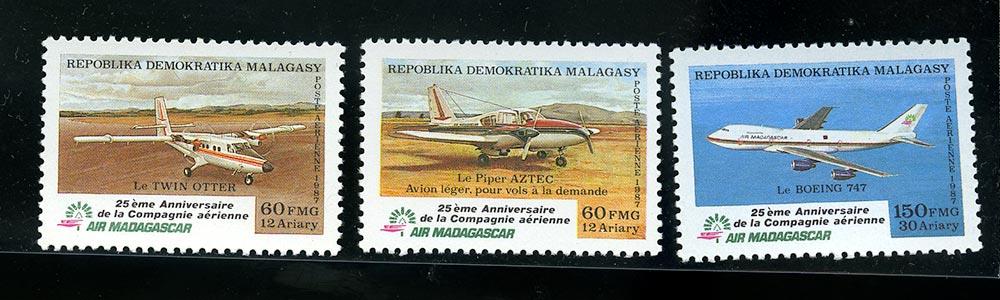 REPOBLIKA DEMOKRATIKA MALAGASY
POSTE AÉRIENNE 1987
Le TWIN OTTER
25ème Anniversaire
de la Compagnie aérienne
AIR MADAGASCAR
60 FMG
12 Ariary
REPOBLIKA DEMOKRATIKA MALAGASY
POSTE AÉRIENNE 1987
Le Piper AZTEC
Avion léger, pour vols à la demande
25ème Anniversaire
de la Compagnie aérienne
AIR MADAGASCAR
60 FMG
12 Ariary
REPOBLIKA DEMOKRATIKA MALAGASY
POSTE AÉRIENNE 1987
AIR MADAGASCAR
Le BOEING 747
25ème Anniversaire
de la Compagnie aérienne
AIR MADAGASCAR
150 FMG
30 Ariary